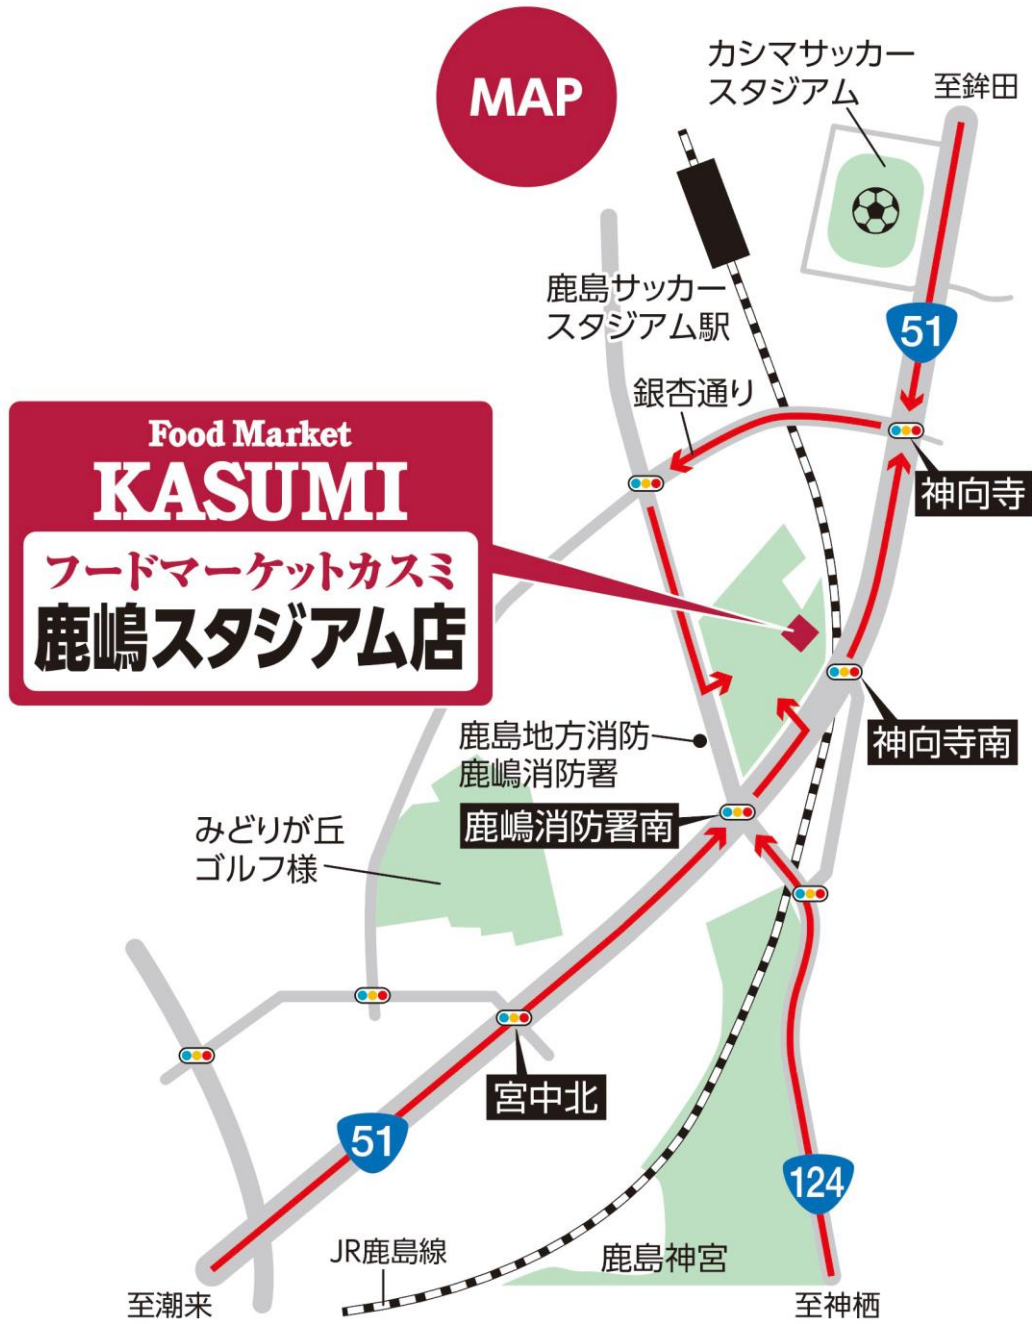 MAP
カシマサッカー
スタジアム
至鉾田
鹿島サッカー
スタジアム駅
51
銀杏通り
Food Market
KASUMI
フードマーケットカスミ
鹿嶋スタジアム店
神向寺
鹿島地方消防
鹿嶋消防署
神向寺南
鹿嶋消防署南
みどりが丘
ゴルフ様
宮中北
51
124
JR鹿島線
鹿島神宮
至潮来
至神栖